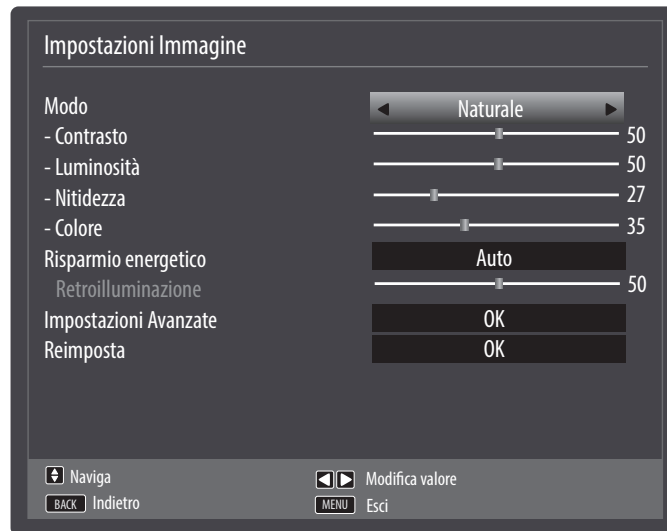 Impostazioni Immagine
Modo Naturale
- Contrasto 50
- Luminosità 50
- Nitidezza 27
- Colore 35
Risparmio energetico Auto
Retroilluminazione 50
Impostazioni Avanzate OK
Reimposta OK
Naviga Modifica valore
BACK Indietro MENU Esci